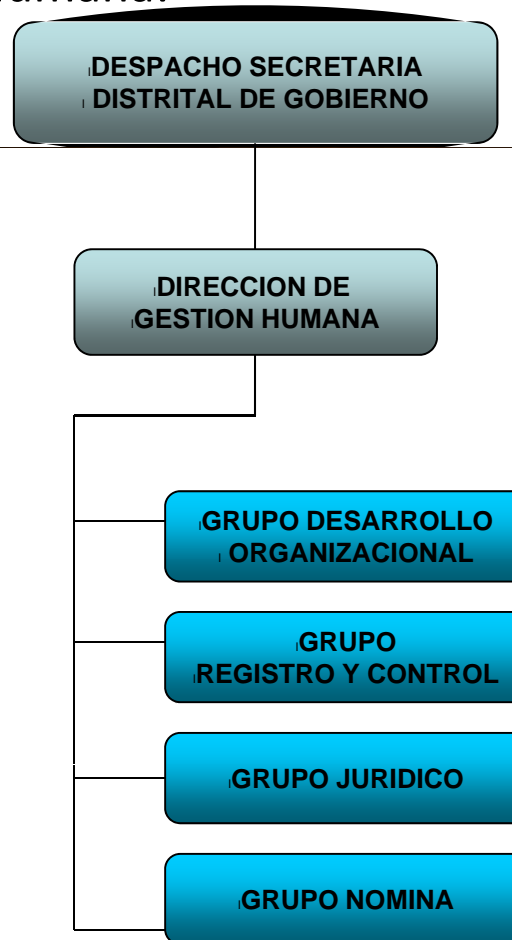 DESPACHO SECRETARIA
DISTRITAL DE GOBIERNO
DIRECCION DE
GESTION HUMANA
GRUPO DESARROLLO
ORGANIZACIONAL
GRUPO
REGISTRO Y CONTROL
GRUPO JURIDICO
GRUPO NOMINA